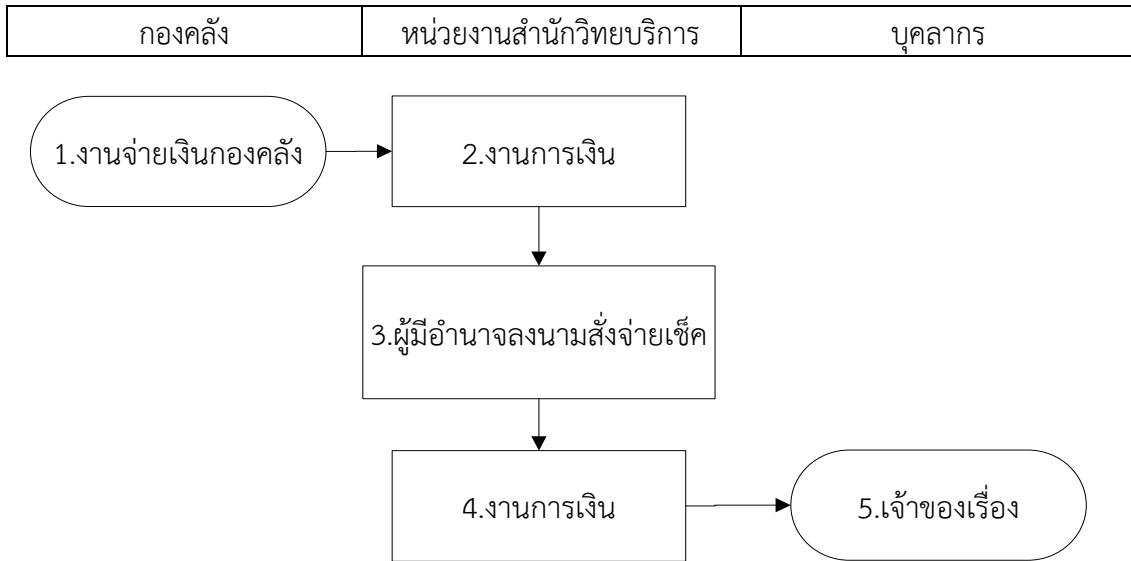 กองคลัง
หน่วยงานสำนักวิทยบริการ
บุคลากร
1.งานจ่ายเงินกองคลัง
2.งานการเงิน
3.ผู้มีอำนาจลงนามสั่งจ่ายเช็ค
4.งานการเงิน
5.เจ้าของเรื่อง